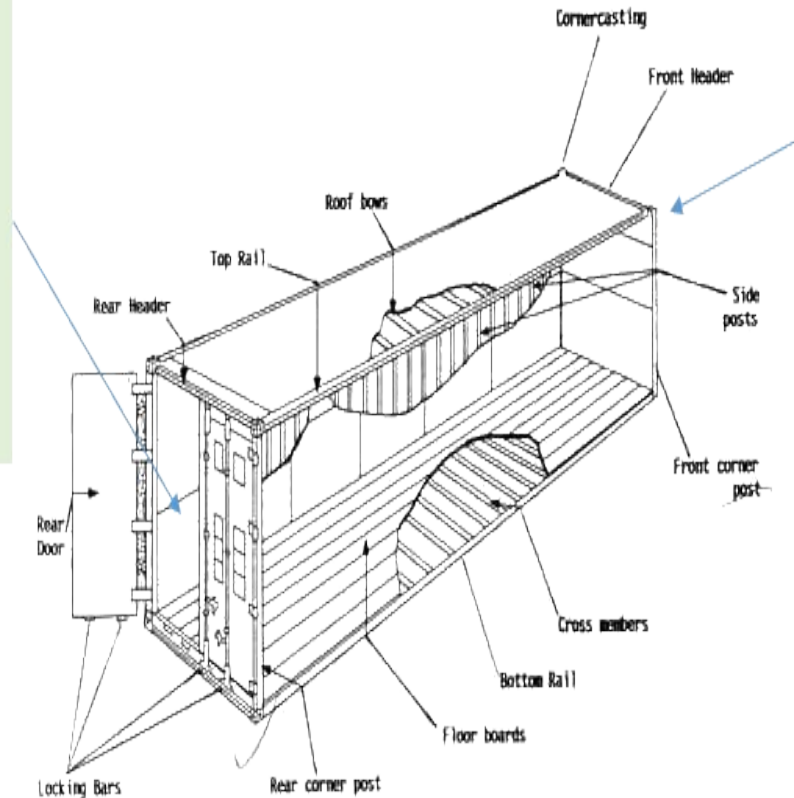 Cornercasting
Front Header
Roof bows
Top Rail
Rear Header
Side
posts
Front corner
post
Rear
Door
Cross members
Bottom Rail
Floor boards
Locking Bars
Rear corner post